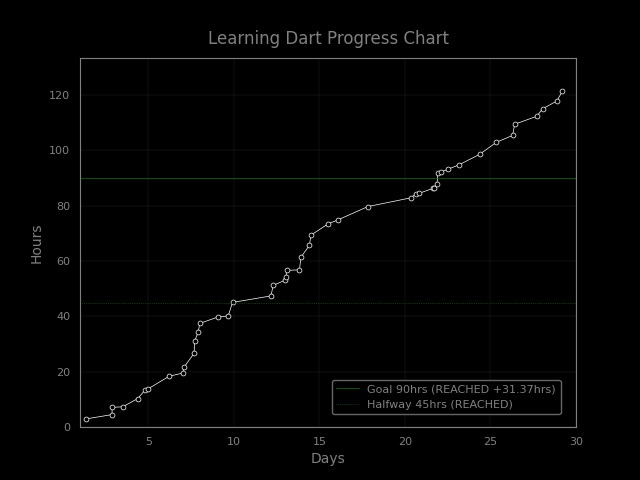 Learning Dart Progress Chart
Hours
120
100
80
60
40
20
0
Goal 90hrs (REACHED +31.37hrs)
Halfway 45hrs (REACHED)
5 10 15 20 25 30
Days